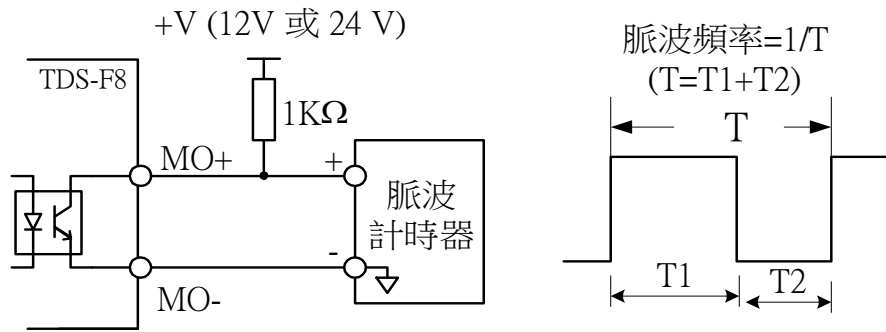 +V (12V 或 24 V)
TDS-F8
1KΩ
MO+
+
脈波
計時器
-
MO-
脈波頻率=1/T
(T=T1+T2)
T
T1
T2